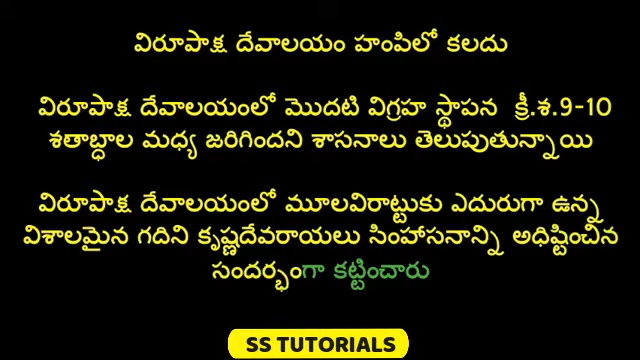 విరూపాక్ష దేవాలయం హంపిలో కలదు
విరూపాక్ష దేవాలయంలో మొదటి విగ్రహ స్థాపన క్రీ.శ.9-10
శతాబ్ధాల మధ్య జరిగిందని శాసనాలు తెలుపుతున్నాయి
విరూపాక్ష దేవాలయంలో మూలవిరాట్టుకు ఎదురుగా ఉన్న
విశాలమైన గదిని కృష్ణదేవరాయలు సింహాసనాన్ని అధిష్టించిన
సందర్భంగా కట్టించారు
SS TUTORIALS